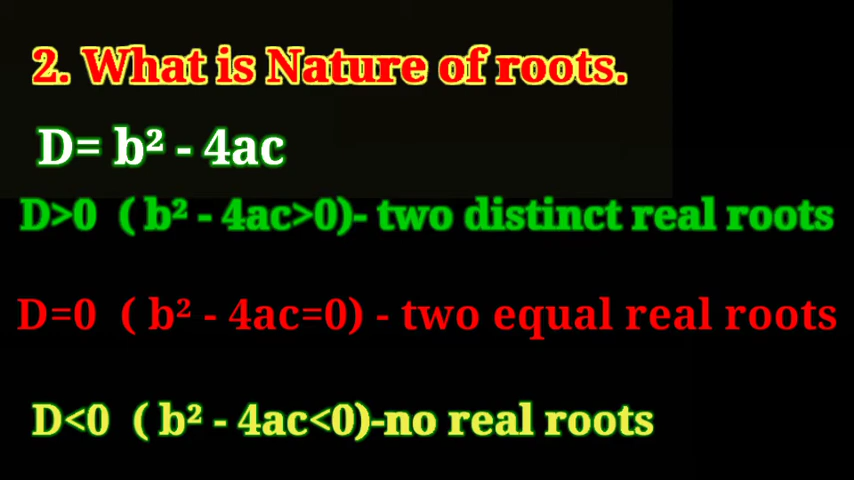 2. What is Nature of roots.
D= b² - 4ac
D>0 ( b² - 4ac>0)- two distinct real roots
D=0 ( b² - 4ac=0) - two equal real roots
D<0 ( b² - 4ac<0)-no real roots